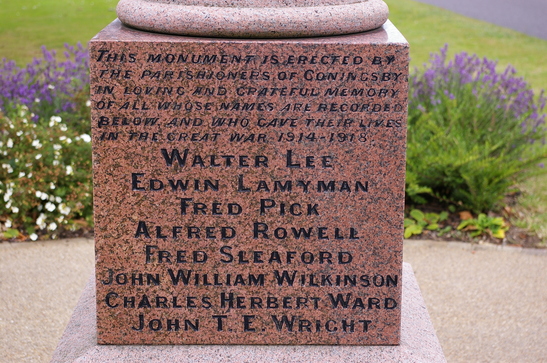 THIS MONUMENT IS ERECTED BY
THE PARISHIONERS OF CONINGSBY
IN LOVING AND GRATEFUL MEMORY
OF ALL WHOSE NAMES ARE RECORDED
BELOW, AND WHO GAVE THEIR LIVES
IN THE GREAT WAR. 1914-1918.
WALTER LEE
EDWIN LAMYMAN
FRED PICK
ALFRED ROWELL
FRED SLEAFORD
JOHN WILLIAM WILKINSON
CHARLES HERBERT WARD
JOHN T. E. WRIGHT